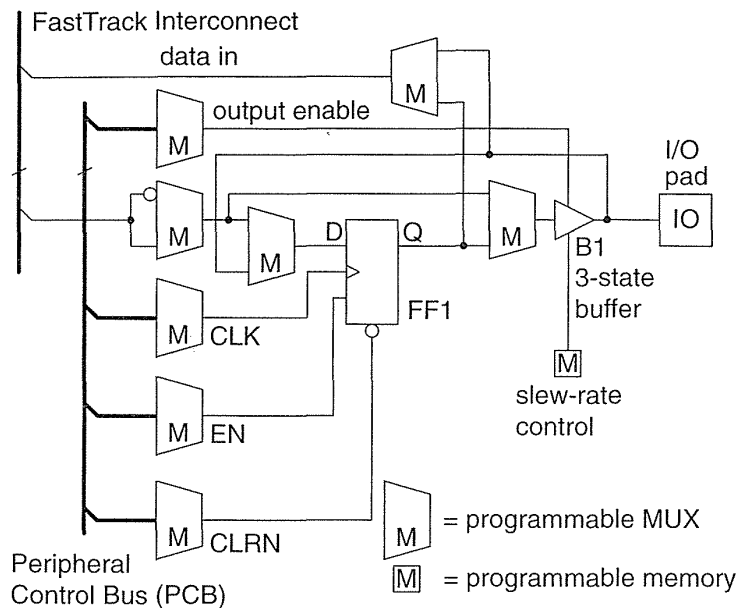 FastTrack Interconnect
data in
M
output enable
M
I/O
pad
M
M
D
Q
M
IO
M
B1
3-state
buffer
FF1
M
CLK
M
slew-rate
control
M
EN
M
CLRN
M
= programmable MUX
M
= programmable memory
Peripheral
Control Bus (PCB)